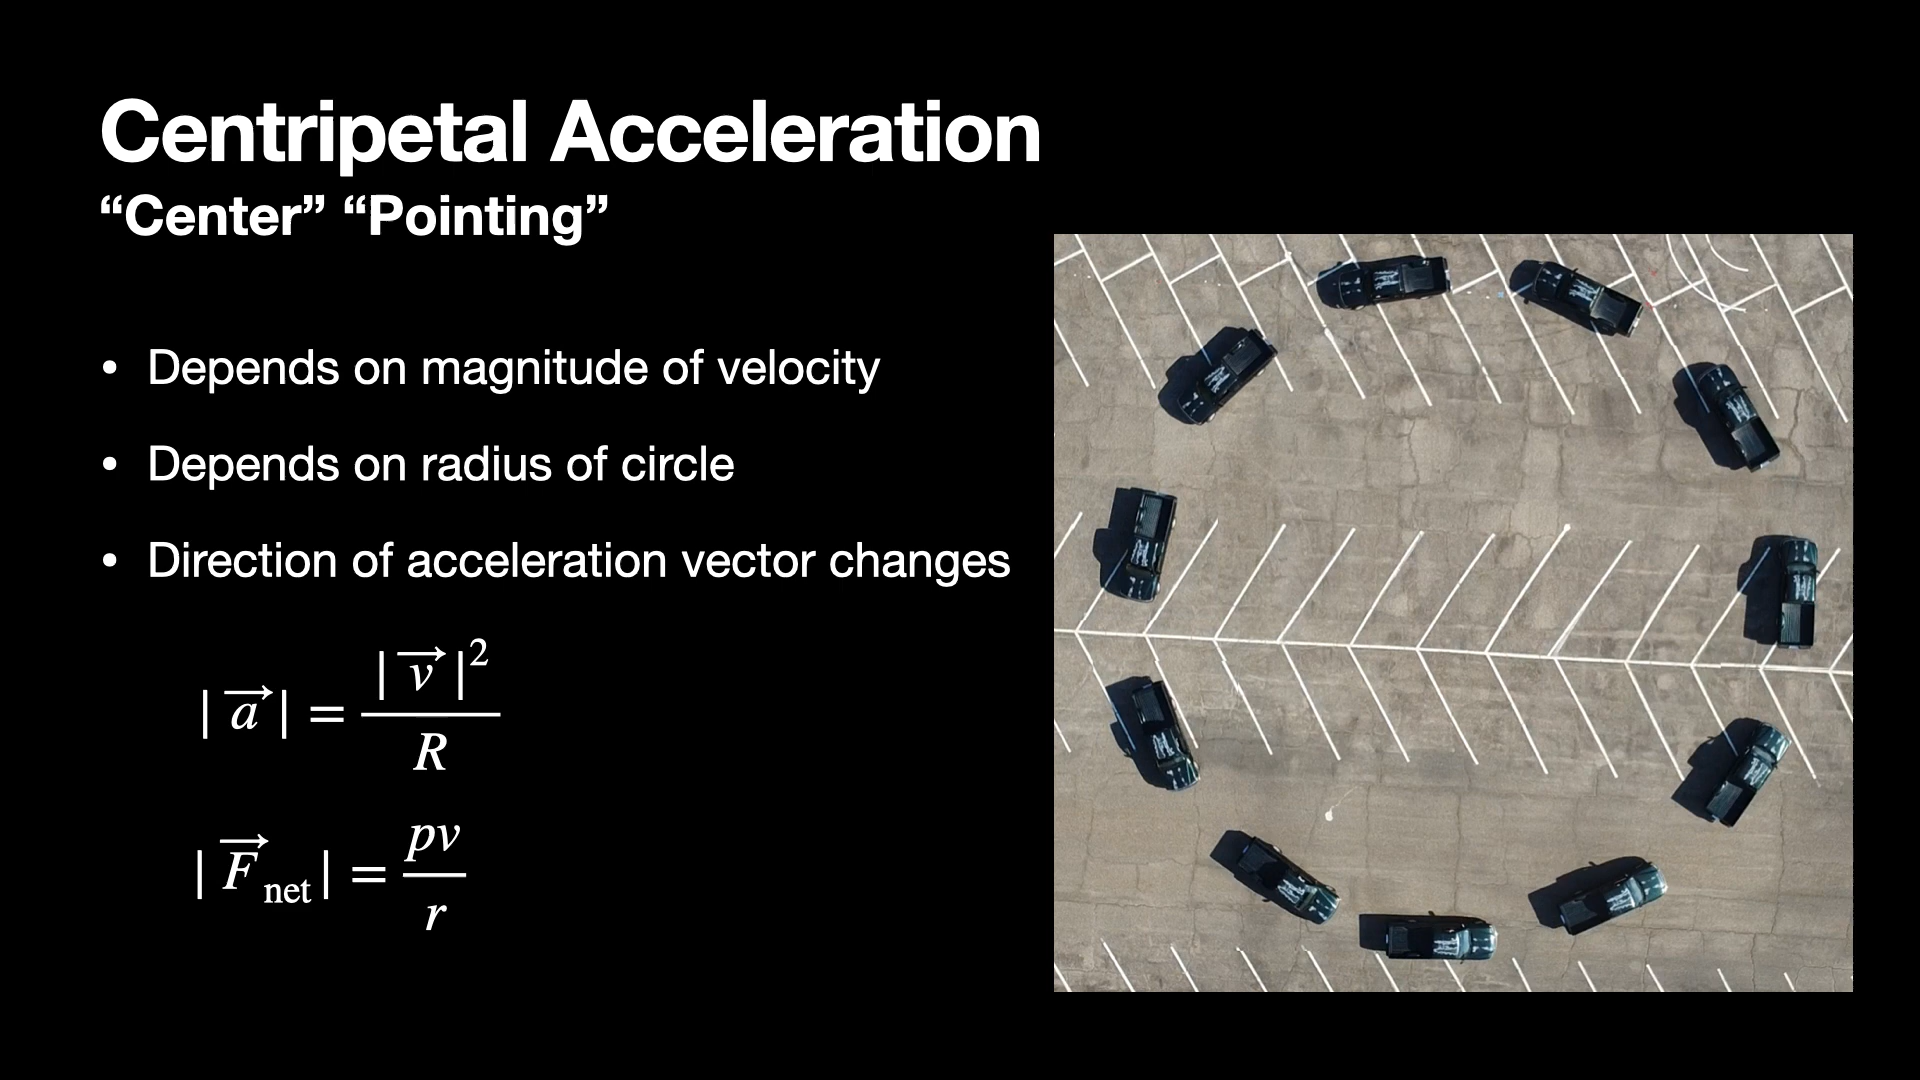 Centripetal Acceleration
“Center” “Pointing”
• Depends on magnitude of velocity
• Depends on radius of circle
• Direction of acceleration vector changes
|a⃗| = |v⃗|² / R
|F⃗net| = pv / r